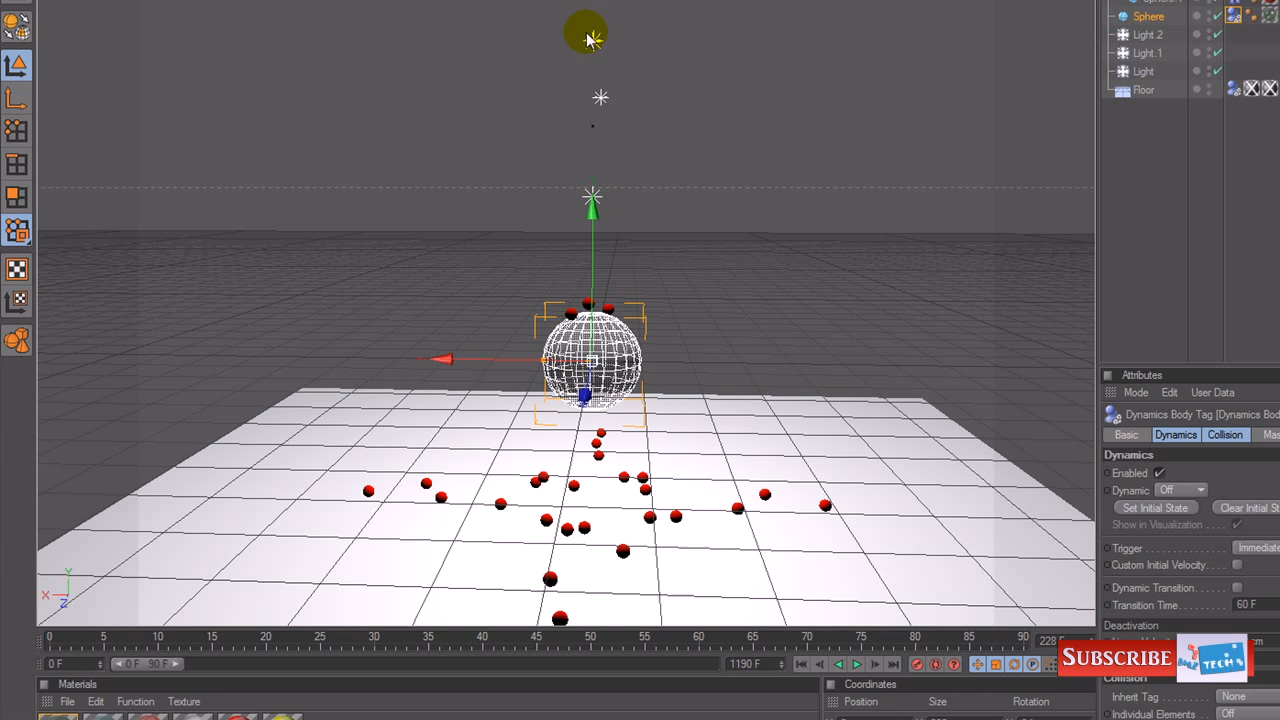 Sphere
Light.2
Light.1
Light
Floor
Attributes
Mode Edit User Data
Dynamics Body Tag [Dynamics Bod
Basic Dynamics Collision Mas
Dynamics
Enabled
Dynamic Off
Set Initial State Clear Initial St
Show in Visualization
Trigger Immediate
Custom Initial Velocity
Dynamic Transition
Transition Time 60 F
Deactivation
Collision
Inherit Tag None
Individual Elements Off
Y
X
Z
0 5 10 15 20 25 30 35 40 45 50 55 60 65 70 75 80 85 90 228 F
0 F 0 F 90 F 1190 F
SUBSCRIBE
TECH'S
Materials
File Edit Function Texture
Coordinates
Position Size Rotation